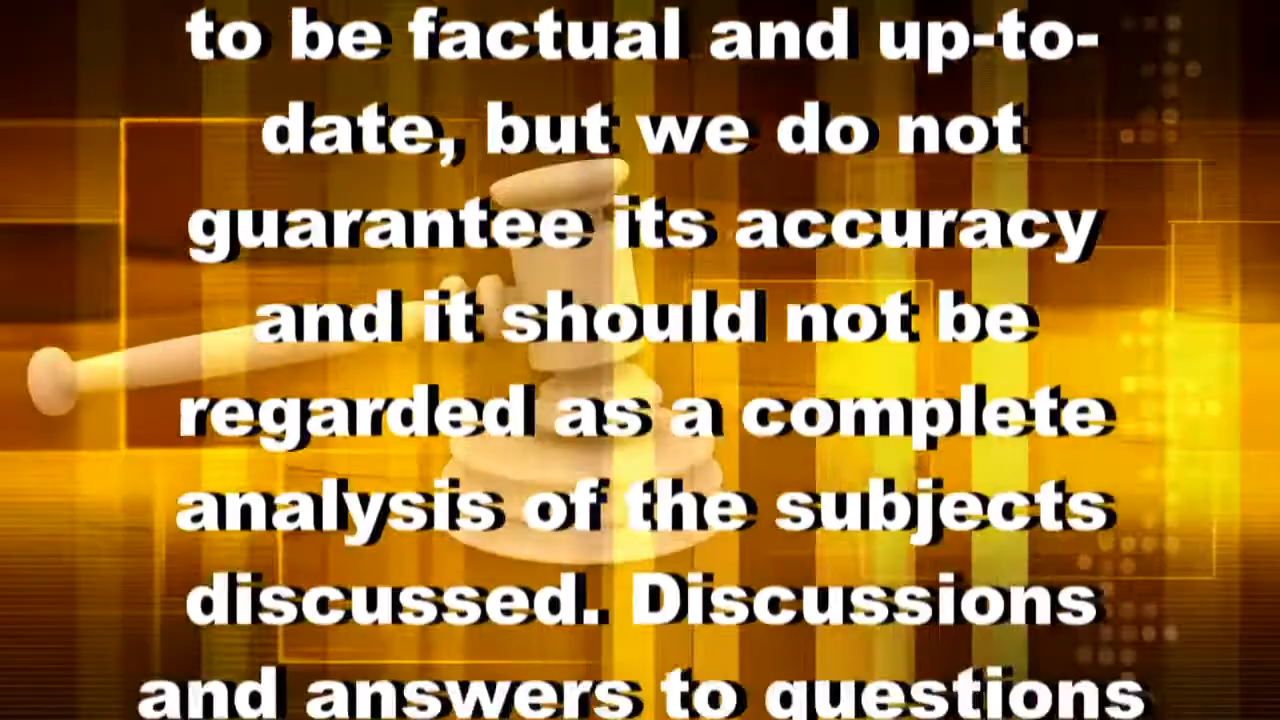 to be factual and up-to-
date, but we do not
guarantee its accuracy
and it should not be
regarded as a complete
analysis of the subjects
discussed. Discussions
and answers to questions